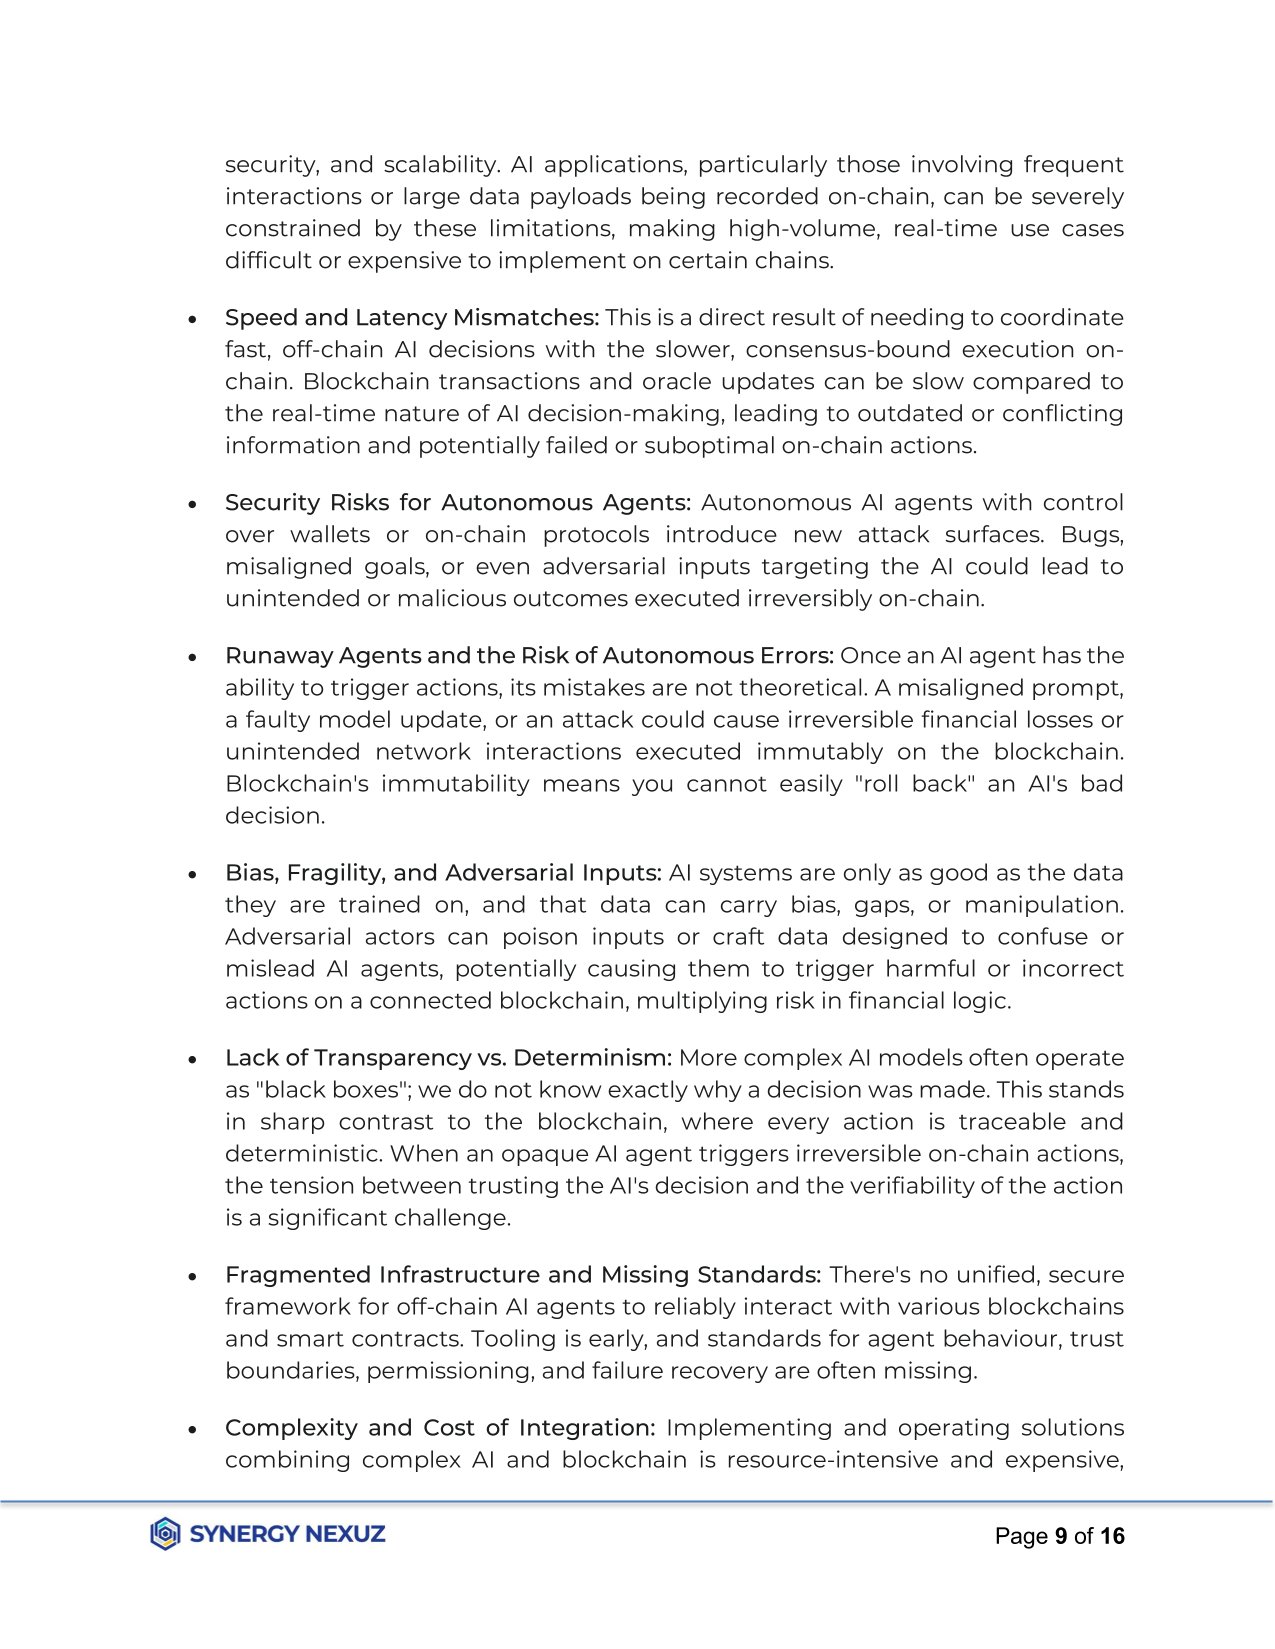 security, and scalability. AI applications, particularly those involving frequent
interactions or large data payloads being recorded on-chain, can be severely
constrained by these limitations, making high-volume, real-time use cases
difficult or expensive to implement on certain chains.
• Speed and Latency Mismatches: This is a direct result of needing to coordinate
fast, off-chain AI decisions with the slower, consensus-bound execution on-
chain. Blockchain transactions and oracle updates can be slow compared to
the real-time nature of AI decision-making, leading to outdated or conflicting
information and potentially failed or suboptimal on-chain actions.
• Security Risks for Autonomous Agents: Autonomous AI agents with control
over wallets or on-chain protocols introduce new attack surfaces. Bugs,
misaligned goals, or even adversarial inputs targeting the AI could lead to
unintended or malicious outcomes executed irreversibly on-chain.
• Runaway Agents and the Risk of Autonomous Errors: Once an AI agent has the
ability to trigger actions, its mistakes are not theoretical. A misaligned prompt,
a faulty model update, or an attack could cause irreversible financial losses or
unintended network interactions executed immutably on the blockchain.
Blockchain's immutability means you cannot easily "roll back" an AI's bad
decision.
• Bias, Fragility, and Adversarial Inputs: AI systems are only as good as the data
they are trained on, and that data can carry bias, gaps, or manipulation.
Adversarial actors can poison inputs or craft data designed to confuse or
mislead AI agents, potentially causing them to trigger harmful or incorrect
actions on a connected blockchain, multiplying risk in financial logic.
• Lack of Transparency vs. Determinism: More complex AI models often operate
as "black boxes"; we do not know exactly why a decision was made. This stands
in sharp contrast to the blockchain, where every action is traceable and
deterministic. When an opaque AI agent triggers irreversible on-chain actions,
the tension between trusting the AI's decision and the verifiability of the action
is a significant challenge.
• Fragmented Infrastructure and Missing Standards: There's no unified, secure
framework for off-chain AI agents to reliably interact with various blockchains
and smart contracts. Tooling is early, and standards for agent behaviour, trust
boundaries, permissioning, and failure recovery are often missing.
• Complexity and Cost of Integration: Implementing and operating solutions
combining complex AI and blockchain is resource-intensive and expensive,
SYNERGY NEXUZ
Page 9 of 16